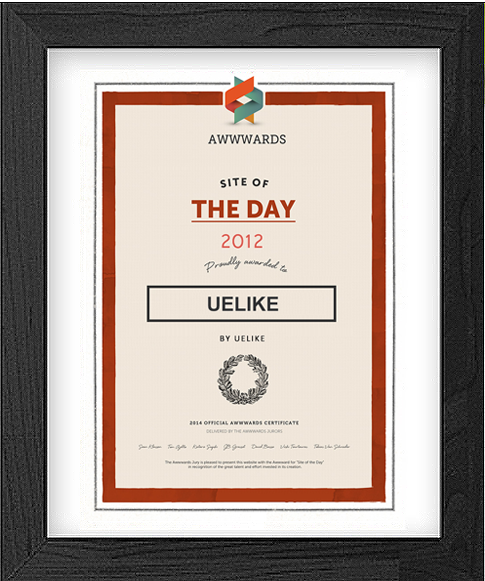 AWWWARDS
SITE OF
THE DAY
2012
Proudly awarded to
UELIKE
BY UELIKE
2014 OFFICIAL AWWWARDS CERTIFICATE
DELIVERED BY THE AWWWARDS JURORS
The Awwwards Jury is pleased to present this website with the Awwward for "Site of the Day"
in recognition of the great talent and effort invested in its creation.